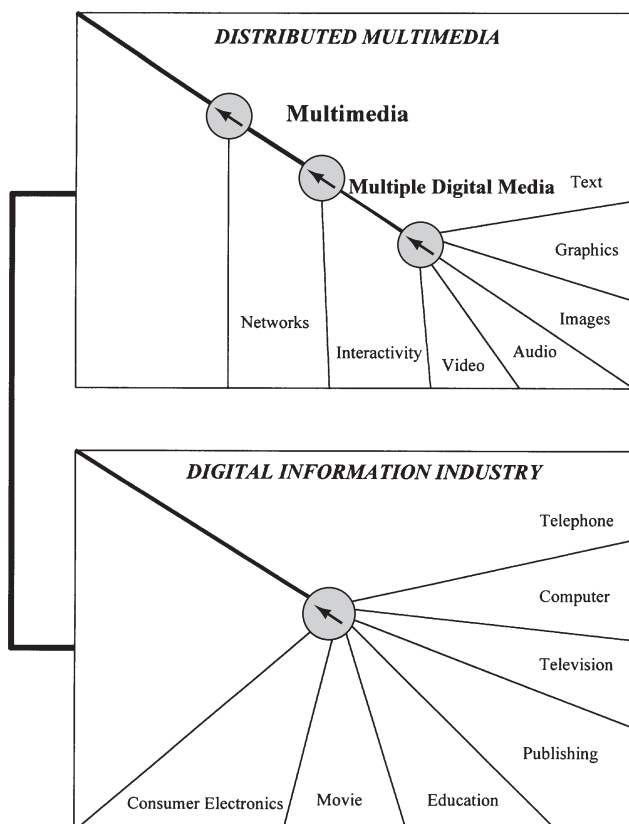 DISTRIBUTED MULTIMEDIA
Multimedia
Multiple Digital Media
Text
Graphics
Images
Audio
Video
Interactivity
Networks
DIGITAL INFORMATION INDUSTRY
Telephone
Computer
Television
Publishing
Education
Movie
Consumer Electronics